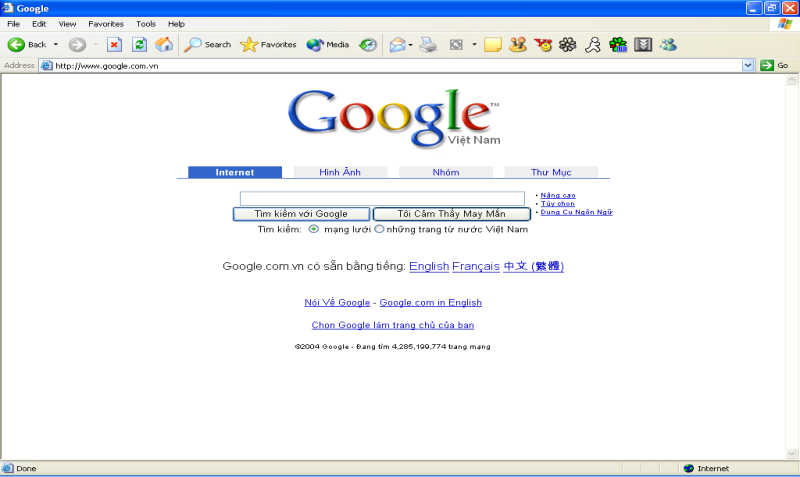 Google
File Edit View Favorites Tools Help
Back Search Favorites Media
Address http://www.google.com.vn Go
Google™
Việt Nam
Internet Hình Ảnh Nhóm Thư Mục
Nâng cao
Tùy chọn
Dụng Cụ Ngôn Ngữ
Tìm kiếm với Google Tôi Cảm Thấy May Mắn
Tìm kiếm: mạng lưới những trang từ nước Việt Nam
Google.com.vn có sẵn bằng tiếng: English Français 中文 (繁體)
Nói Về Google - Google.com in English
Chọn Google làm trang chủ của bạn
©2004 Google - Đang tìm 4,285,199,774 trang mạng
Done Internet